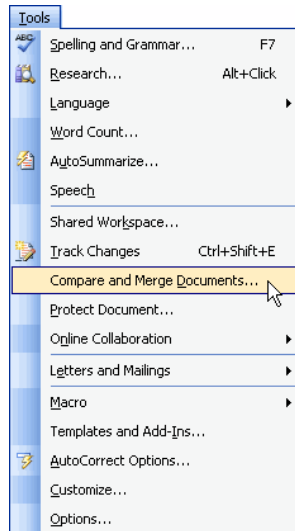 Tools
ABC
Spelling and Grammar... F7
Research... Alt+Click
Language
Word Count...
AutoSummarize...
Speech
Shared Workspace...
Track Changes Ctrl+Shift+E
Compare and Merge Documents...
Protect Document...
Online Collaboration
Letters and Mailings
Macro
Templates and Add-Ins...
AutoCorrect Options...
Customize...
Options...